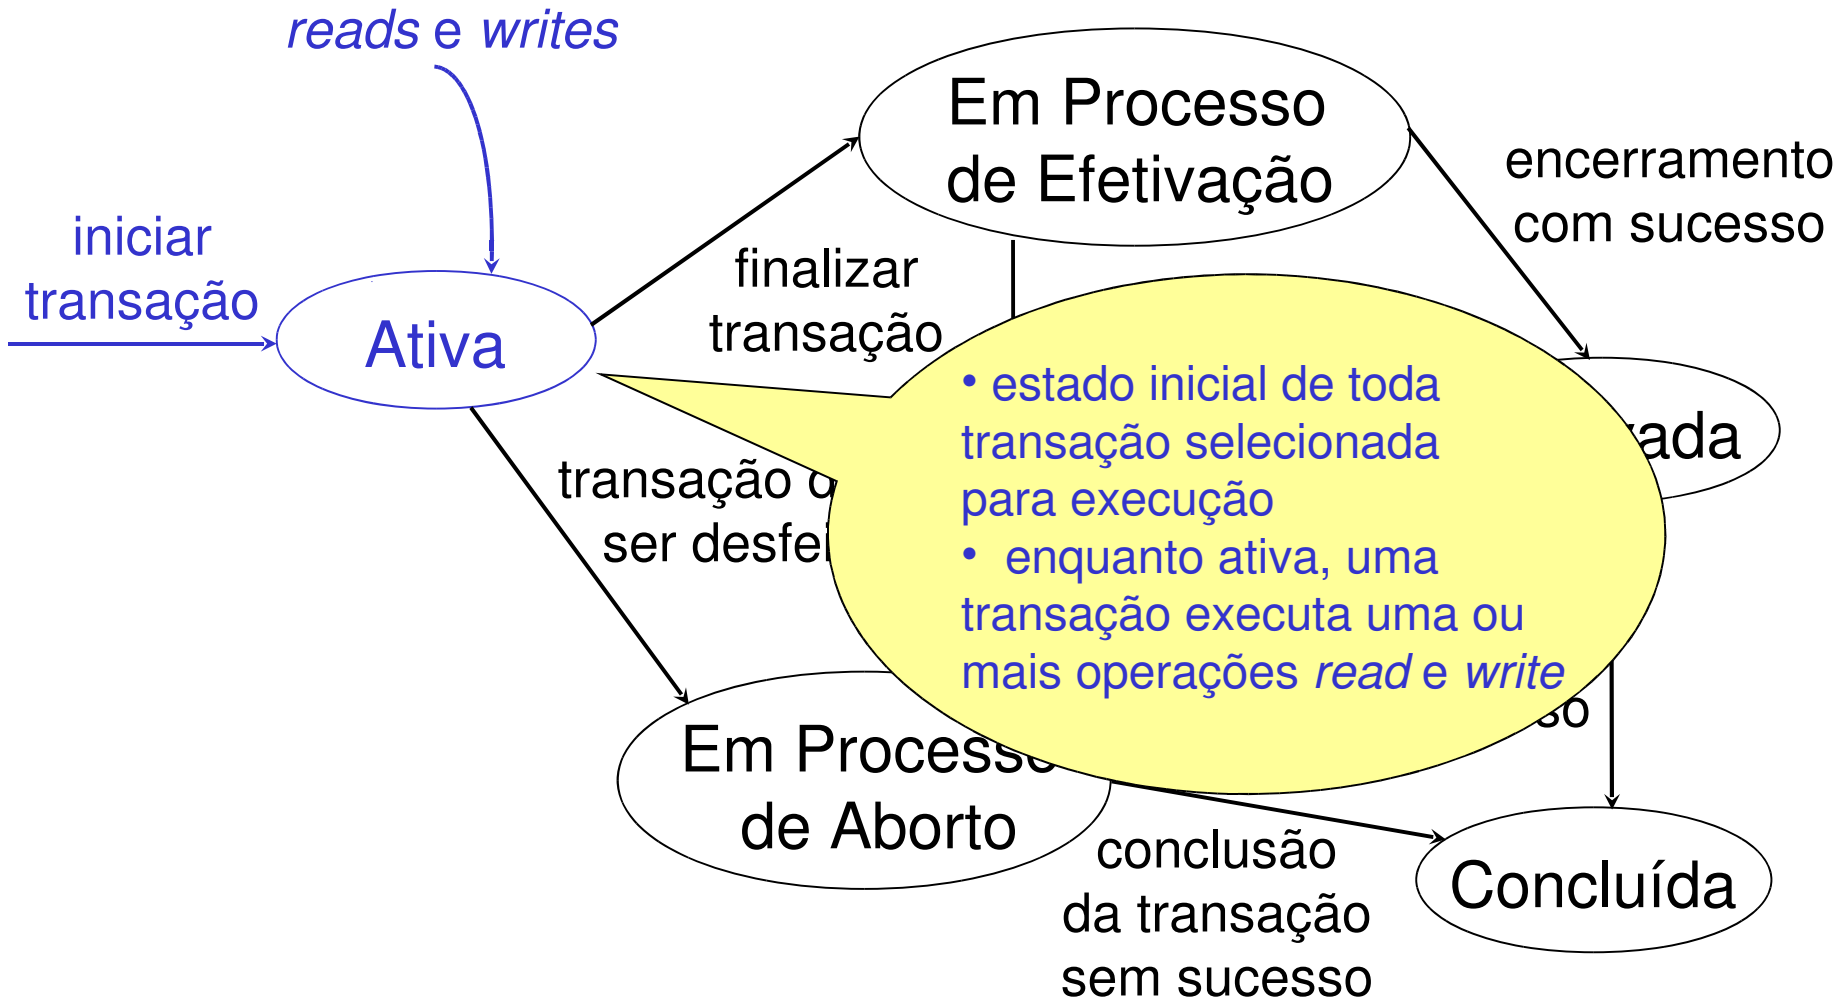 reads e writes
Em Processo
de Efetivação
encerramento
com sucesso
iniciar
transação
Ativa
finalizar
transação
• estado inicial de toda
transação selecionada
para execução
• enquanto ativa, uma
transação executa uma ou
mais operações read e write
transação
ser
Em Processo
de Aborto
conclusão
da transação
sem sucesso
Concluída